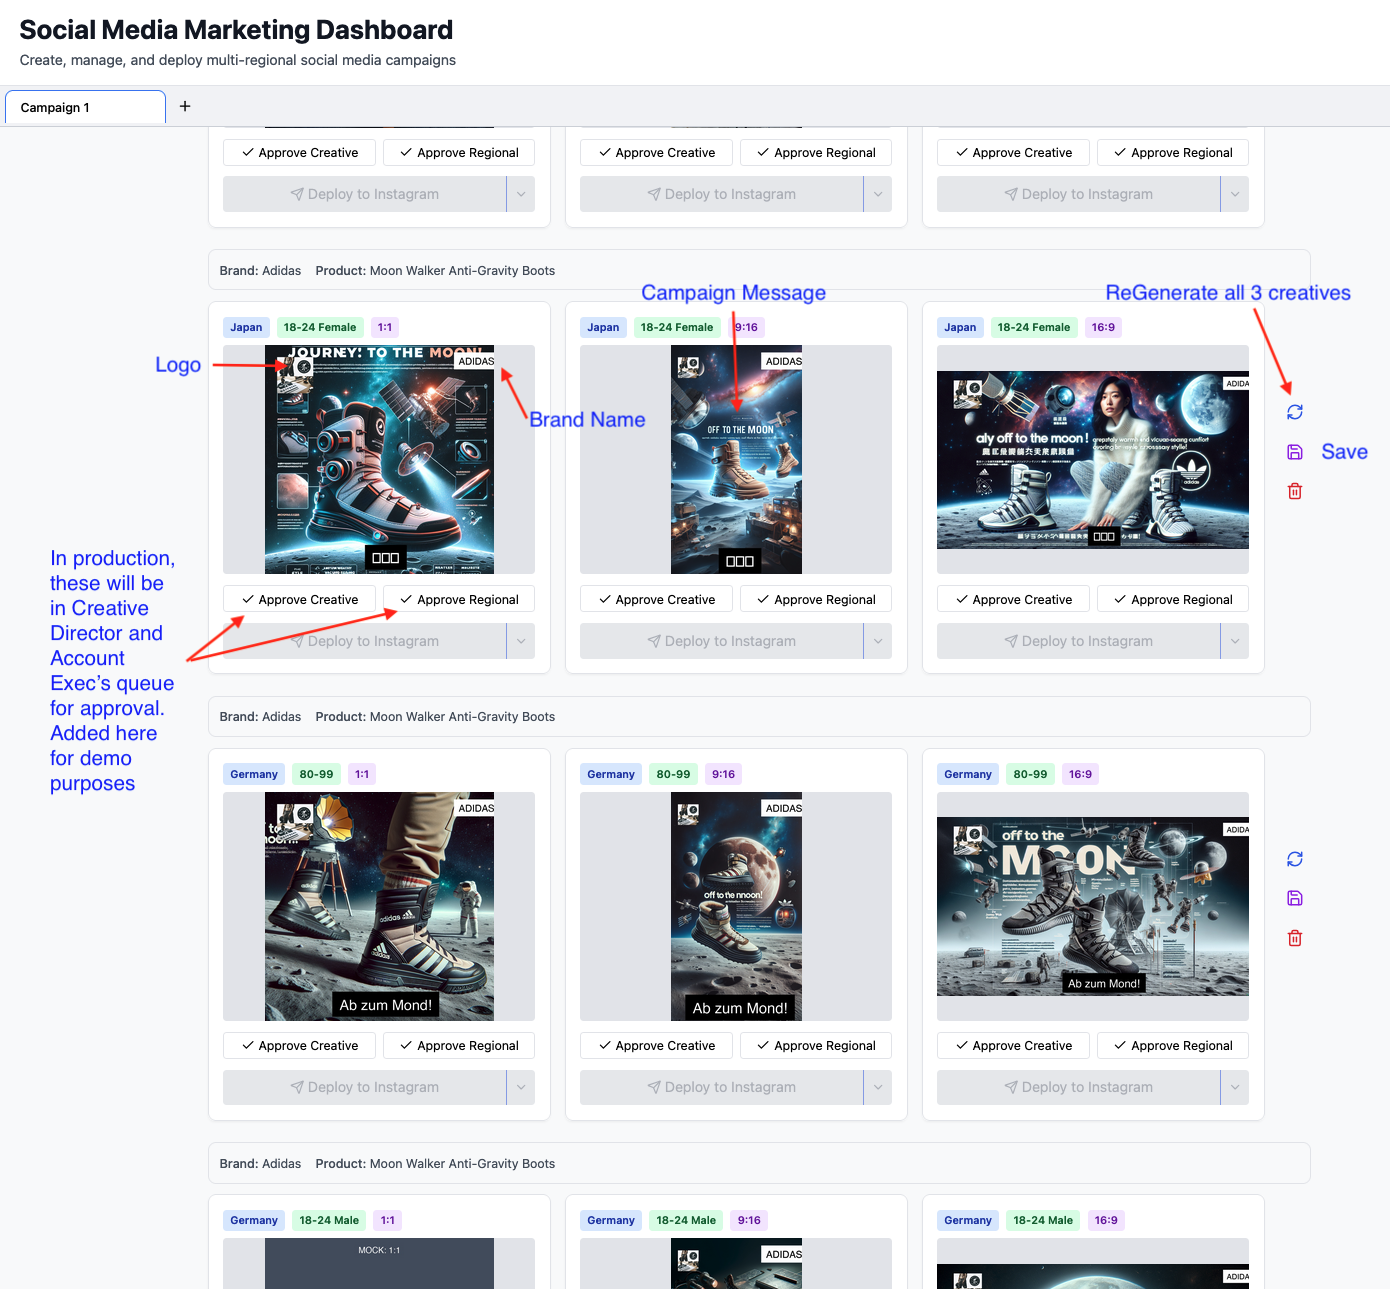 Social Media Marketing Dashboard
Create, manage, and deploy multi-regional social media campaigns
Campaign 1 +
Approve Creative Approve Regional Approve Creative Approve Regional Approve Creative Approve Regional
Deploy to Instagram Deploy to Instagram Deploy to Instagram
Brand: Adidas Product: Moon Walker Anti-Gravity Boots
Campaign Message ReGenerate all 3 creatives
Japan 18-24 Female 1:1 Japan 18-24 Female 9:16 Japan 18-24 Female 16:9
JOURNEY: TO THE MOON!
Logo
ADIDAS ADIDAS ADIDA
Brand Name
OFF TO THE MOON
aly off to the moon!
adidas
Save
In production,
these will be
in Creative
Director and
Account
Exec's queue
for approval.
Added here
for demo
purposes
Approve Creative Approve Regional Approve Creative Approve Regional Approve Creative Approve Regional
Deploy to Instagram Deploy to Instagram Deploy to Instagram
Brand: Adidas Product: Moon Walker Anti-Gravity Boots
Germany 80-99 1:1 Germany 80-99 9:16 Germany 80-99 16:9
ADIDAS ADIDAS ADIDA
off to the
MOON
off to the nnoon!
adidas
adidas
Ab zum Mond! Ab zum Mond! Ab zum Mond!
Approve Creative Approve Regional Approve Creative Approve Regional Approve Creative Approve Regional
Deploy to Instagram Deploy to Instagram Deploy to Instagram
Brand: Adidas Product: Moon Walker Anti-Gravity Boots
Germany 18-24 Male 1:1 Germany 18-24 Male 9:16 Germany 18-24 Male 16:9
MOCK: 1:1
ADIDAS ADIDA